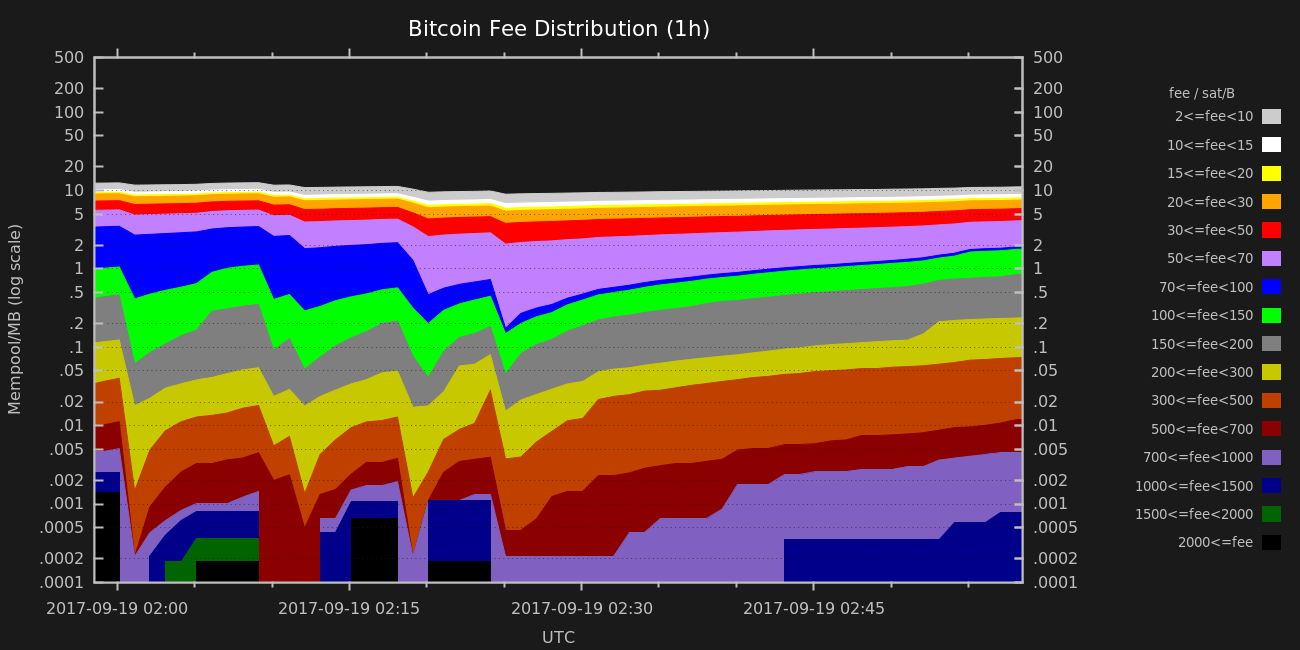 Bitcoin Fee Distribution (1h)
500 500
200 200
100 100
50 50
20 20
10 10
5 5
2 2
1 1
.5 .5
.2 .2
.1 .1
.05 .05
.02 .02
.01 .01
.005 .005
.002 .002
.001 .001
.0005 .0005
.0002 .0002
.0001 .0001
Mempool/MB (log scale)
2017-09-19 02:00 2017-09-19 02:15 2017-09-19 02:30 2017-09-19 02:45
UTC
fee / sat/B
2<=fee<10
10<=fee<15
15<=fee<20
20<=fee<30
30<=fee<50
50<=fee<70
70<=fee<100
100<=fee<150
150<=fee<200
200<=fee<300
300<=fee<500
500<=fee<700
700<=fee<1000
1000<=fee<1500
1500<=fee<2000
2000<=fee